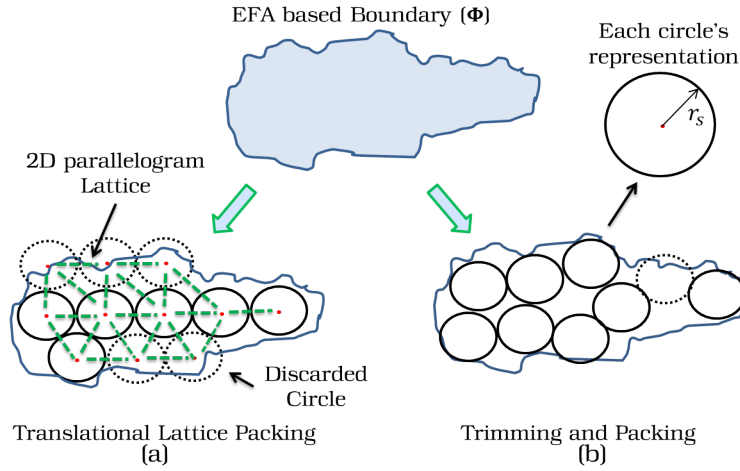 EFA based Boundary (Φ)
Each circle's
representation
r_s
2D parallelogram
Lattice
Discarded
Circle
Translational Lattice Packing
(a)
Trimming and Packing
(b)